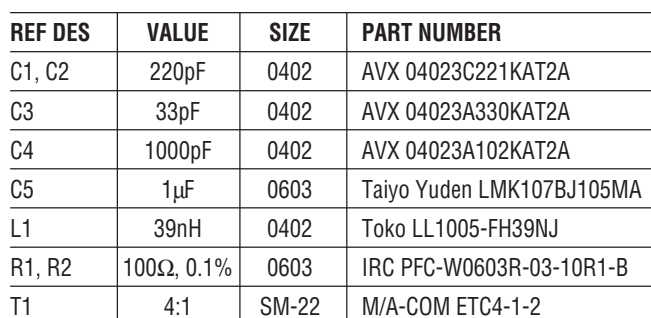 REF DES VALUE SIZE PART NUMBER
C1, C2 220pF 0402 AVX 04023C221KAT2A
C3 33pF 0402 AVX 04023A330KAT2A
C4 1000pF 0402 AVX 04023A102KAT2A
C5 1µF 0603 Taiyo Yuden LMK107BJ105MA
L1 39nH 0402 Toko LL1005-FH39NJ
R1, R2 100Ω, 0.1% 0603 IRC PFC-W0603R-03-10R1-B
T1 4:1 SM-22 M/A-COM ETC4-1-2